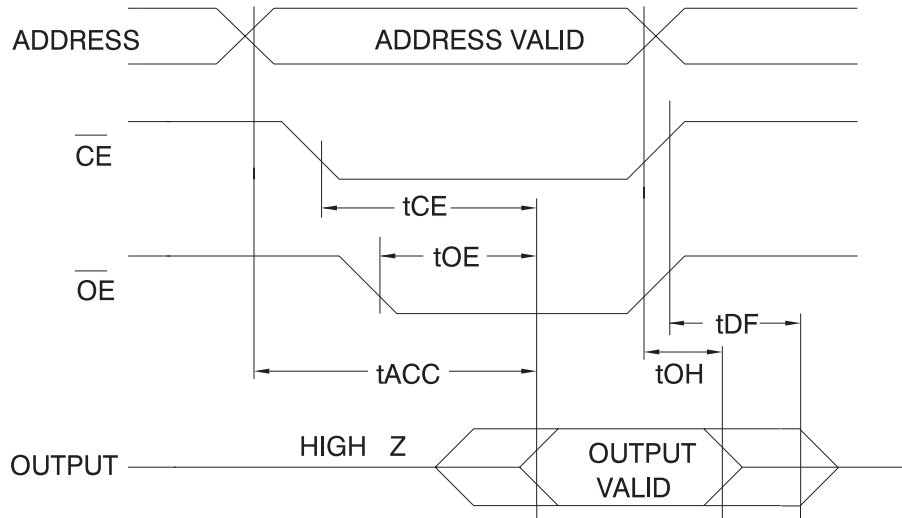 ADDRESS
ADDRESS VALID
CE
tCE
tOE
OE
tDF
tACC
tOH
HIGH Z
OUTPUT
OUTPUT
VALID